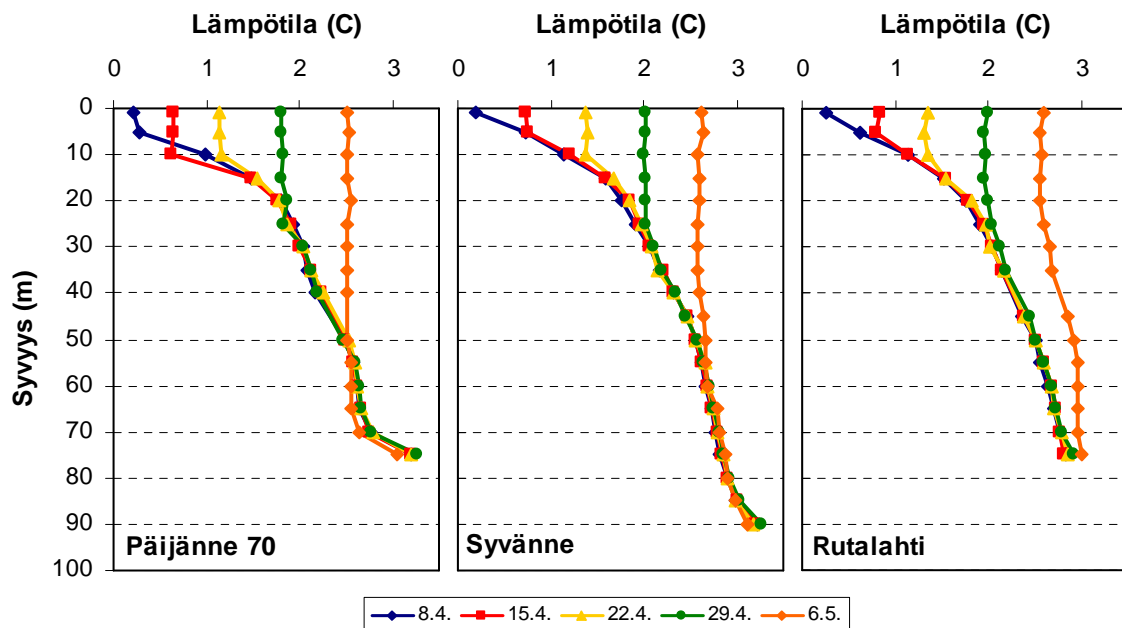 Lämpötila (C) Lämpötila (C) Lämpötila (C)
0 1 2 3 0 1 2 3 0 1 2 3
Syvyys (m)
0
10
20
30
40
50
60
70
80
90
100
Päijänne 70 Syvänne Rutalahti
8.4. 15.4. 22.4. 29.4. 6.5.